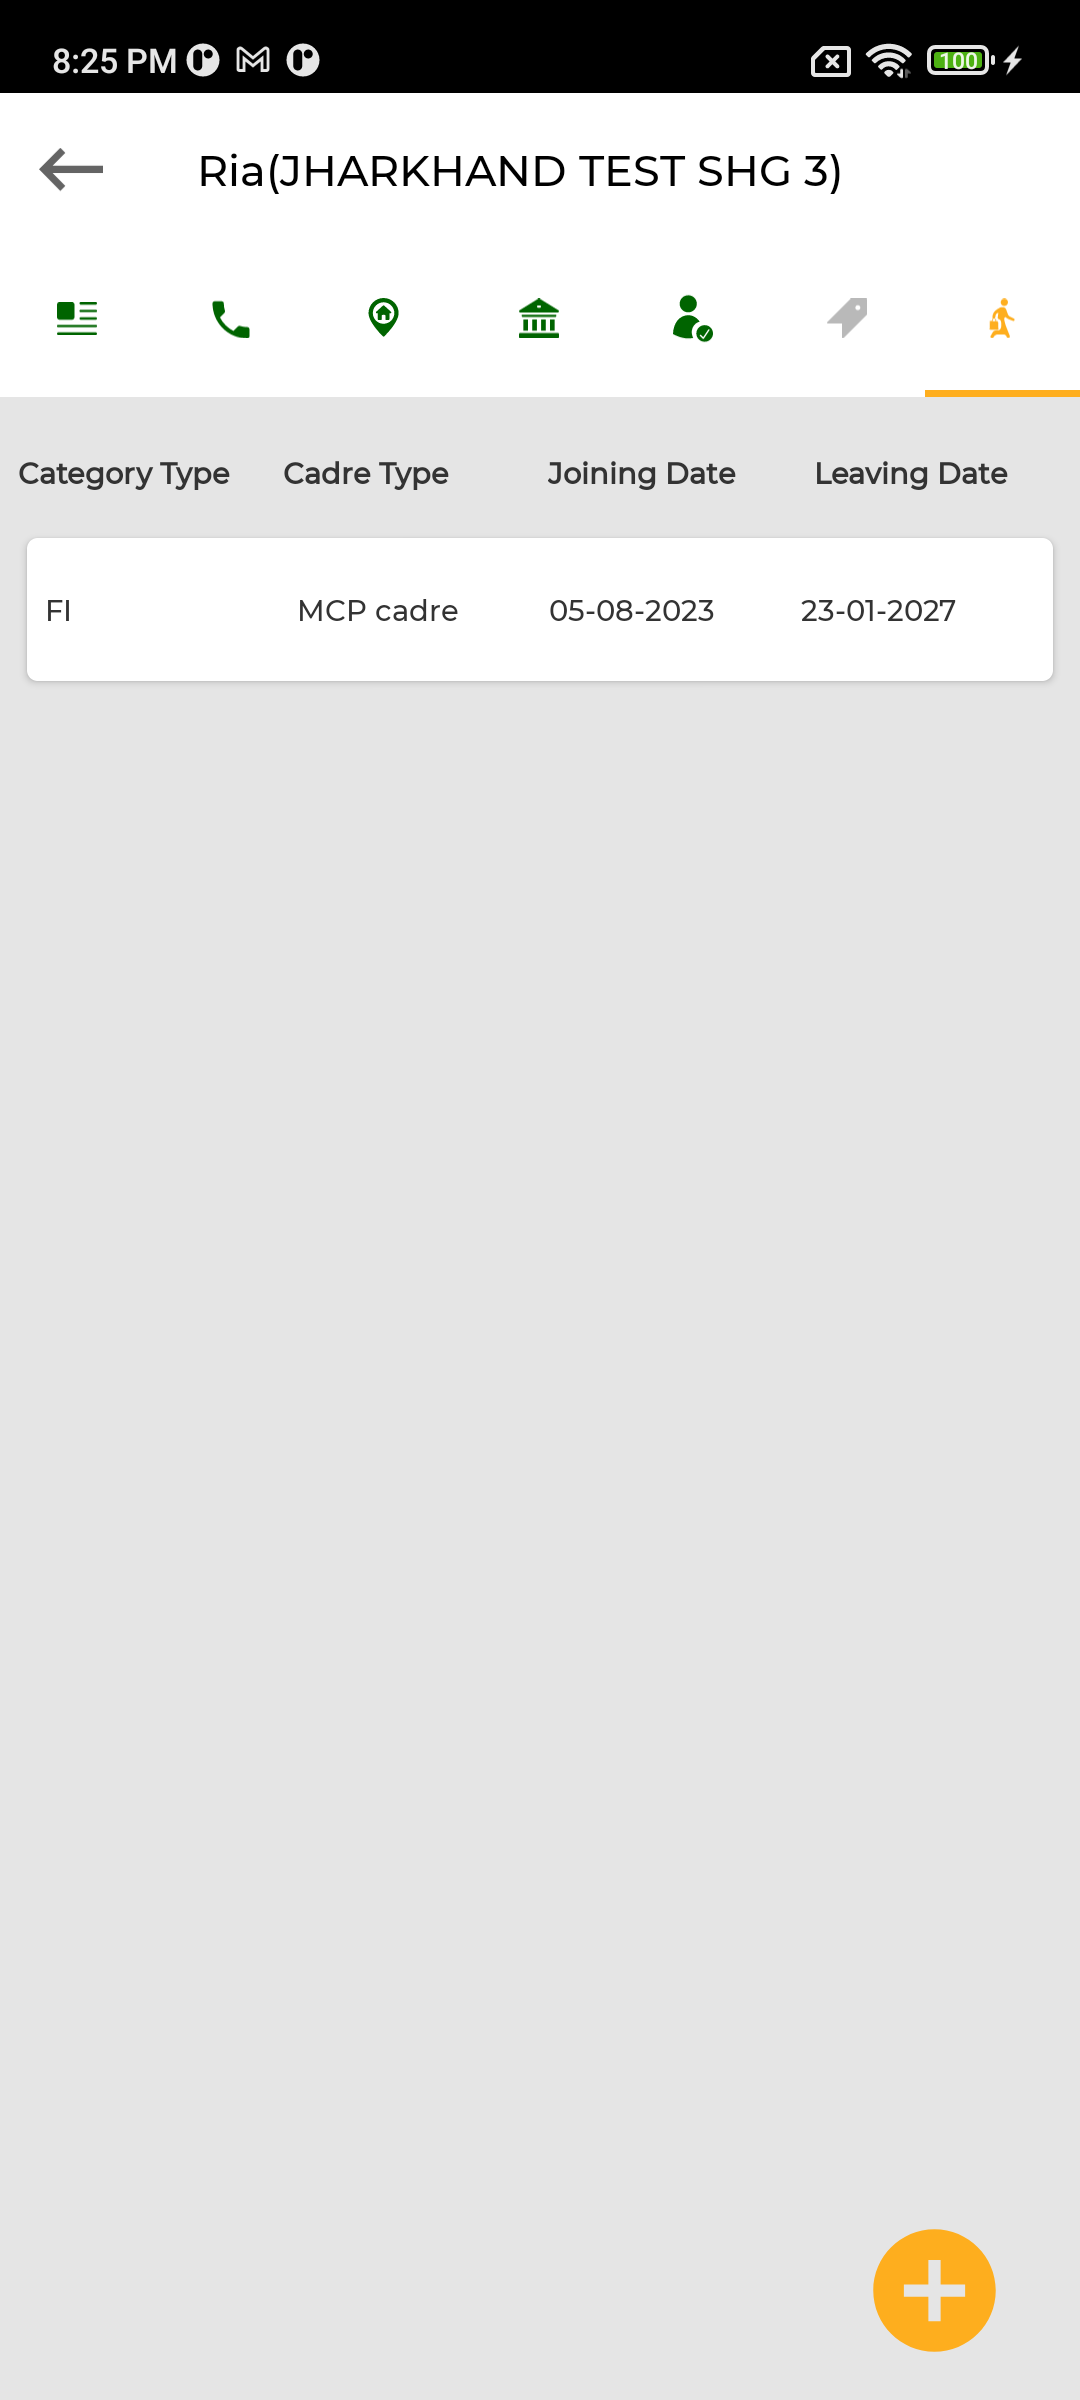 8:25 PM
100
Ria(JHARKHAND TEST SHG 3)
Category Type Cadre Type Joining Date Leaving Date
FI MCP cadre 05-08-2023 23-01-2027